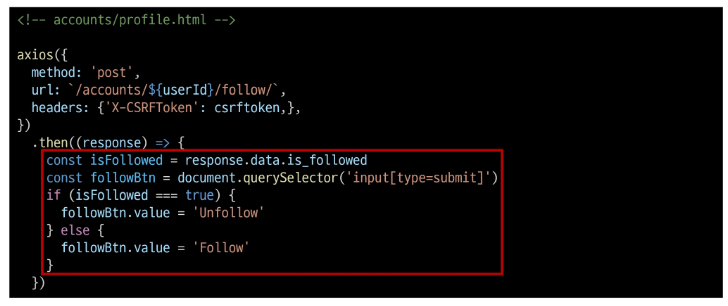 <!-- accounts/profile.html -->
axios({
  method: 'post',
  url: `/accounts/${userId}/follow/`,
  headers: {'X-CSRFToken': csrftoken,},
})
  .then((response) => {
    const isFollowed = response.data.is_followed
    const followBtn = document.querySelector('input[type=submit]')
    if (isFollowed === true) {
      followBtn.value = 'Unfollow'
    } else {
      followBtn.value = 'Follow'
    }
  })